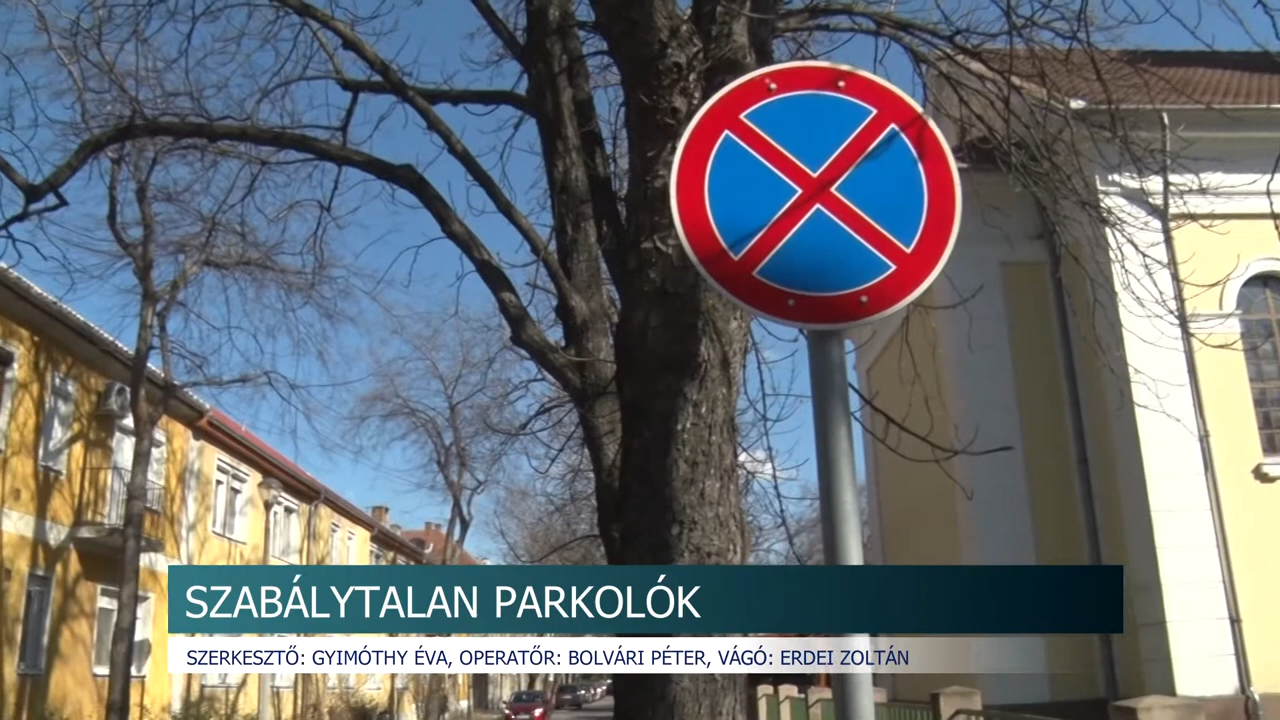 SZABÁLYTALAN PARKOLÓK
SZERKESZTŐ: GYIMÓTHY ÉVA, OPERATŐR: BOLVÁRI PÉTER, VÁGÓ: ERDEI ZOLTÁN